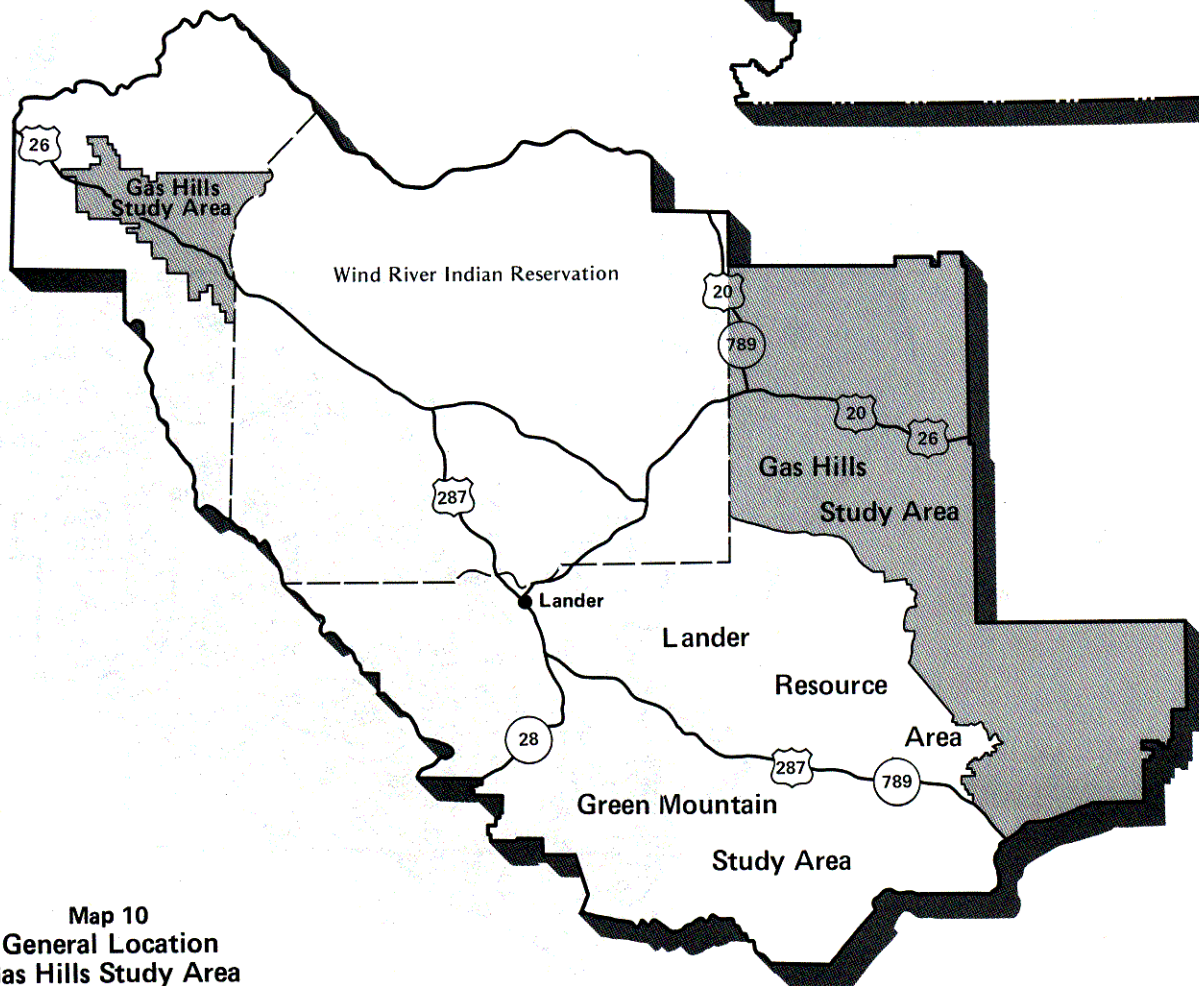 26
Gas Hills
Study Area
Wind River Indian Reservation
20
789
20
26
Gas Hills
Study Area
287
Lander
Lander
Resource
Area
28
287
789
Green Mountain
Study Area
Map 10
General Location
as Hills Study Area